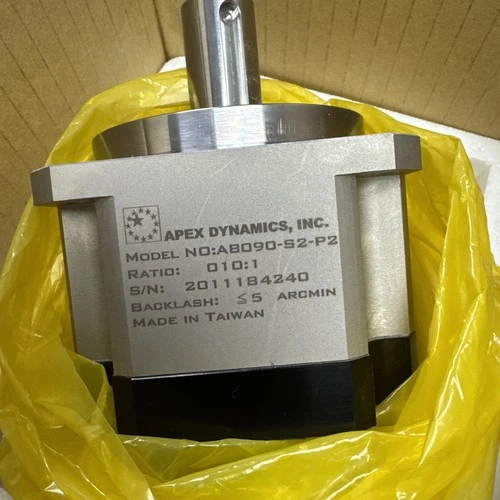 APEX DYNAMICS, INC.
MODEL NO:AB090-S2-P2
RATIO: 010:1
S/N: 2011184240
BACKLASH: ≤5 ARCMIN
MADE IN TAIWAN